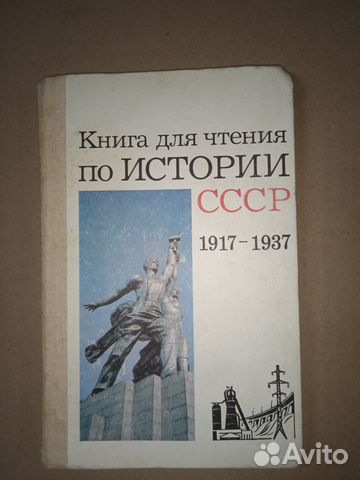 Книга для чтения
по ИСТОРИИ
СССР
1917-1937
Avito